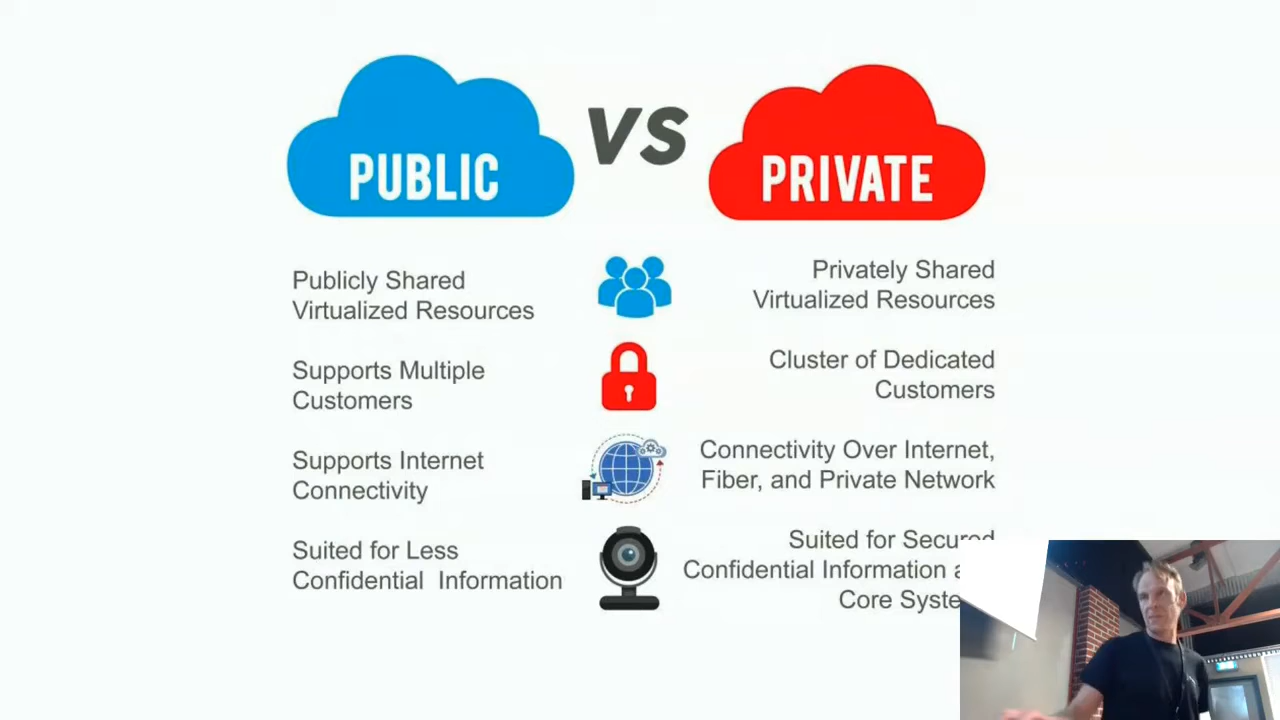 PUBLIC
VS
PRIVATE
Publicly Shared
Virtualized Resources
Privately Shared
Virtualized Resources
Supports Multiple
Customers
Cluster of Dedicated
Customers
Supports Internet
Connectivity
Connectivity Over Internet,
Fiber, and Private Network
Suited for Less
Confidential Information
Suited for Secured
Confidential Information
Core